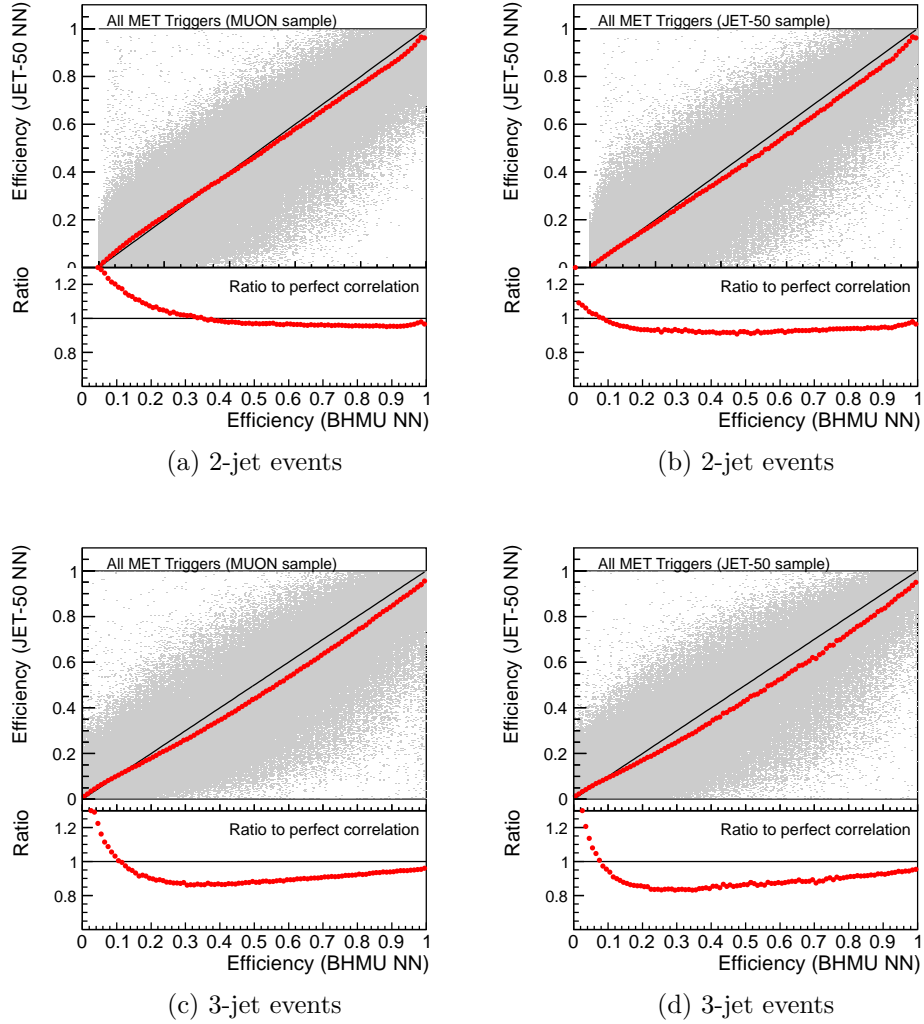 All MET Triggers (MUON sample)
Efficiency (JET-50 NN)
1
0.8
0.6
0.4
0.2
0
Ratio to perfect correlation
Ratio
1.2
1
0.8
0.1 0.2 0.3 0.4 0.5 0.6 0.7 0.8 0.9 1
Efficiency (BHMU NN)
(a) 2-jet events
All MET Triggers (JET-50 sample)
Efficiency (JET-50 NN)
1
0.8
0.6
0.4
0.2
0
Ratio to perfect correlation
Ratio
1.2
1
0.8
0 0.1 0.2 0.3 0.4 0.5 0.6 0.7 0.8 0.9 1
Efficiency (BHMU NN)
(b) 2-jet events
All MET Triggers (MUON sample)
Efficiency (JET-50 NN)
1
0.8
0.6
0.4
0.2
0
Ratio to perfect correlation
Ratio
1.2
1
0.8
0 0.1 0.2 0.3 0.4 0.5 0.6 0.7 0.8 0.9 1
Efficiency (BHMU NN)
(c) 3-jet events
All MET Triggers (JET-50 sample)
Efficiency (JET-50 NN)
1
0.8
0.6
0.4
0.2
0
Ratio to perfect correlation
Ratio
1.2
1
0.8
0 0.1 0.2 0.3 0.4 0.5 0.6 0.7 0.8 0.9 1
Efficiency (BHMU NN)
(d) 3-jet events